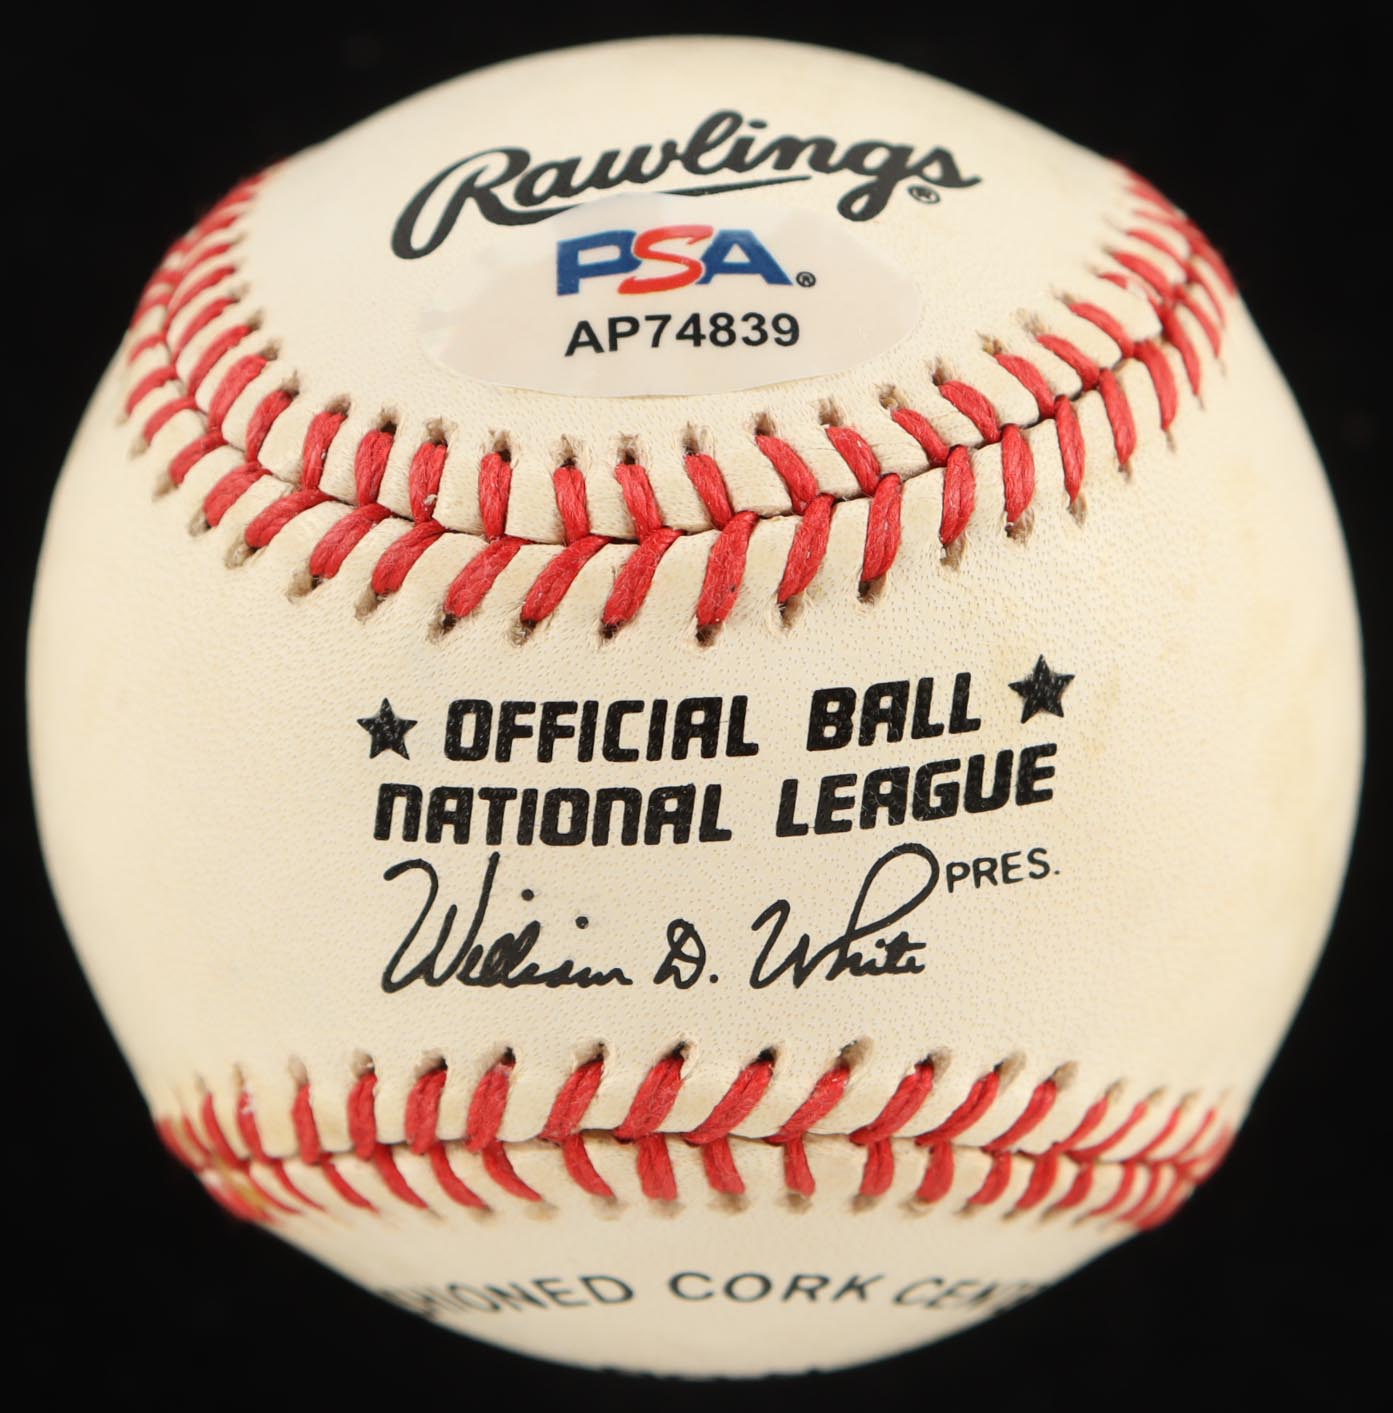 Rawlings®
PSA®
AP74839
★ OFFICIAL BALL ★
NATIONAL LEAGUE
William D. White PRES.
CORK